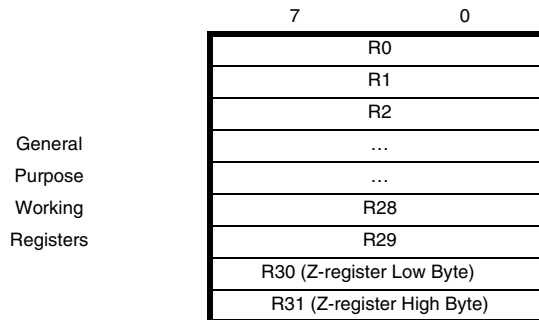 7 0
R0
R1
R2
General …
Purpose …
Working R28
Registers R29
R30 (Z-register Low Byte)
R31 (Z-register High Byte)